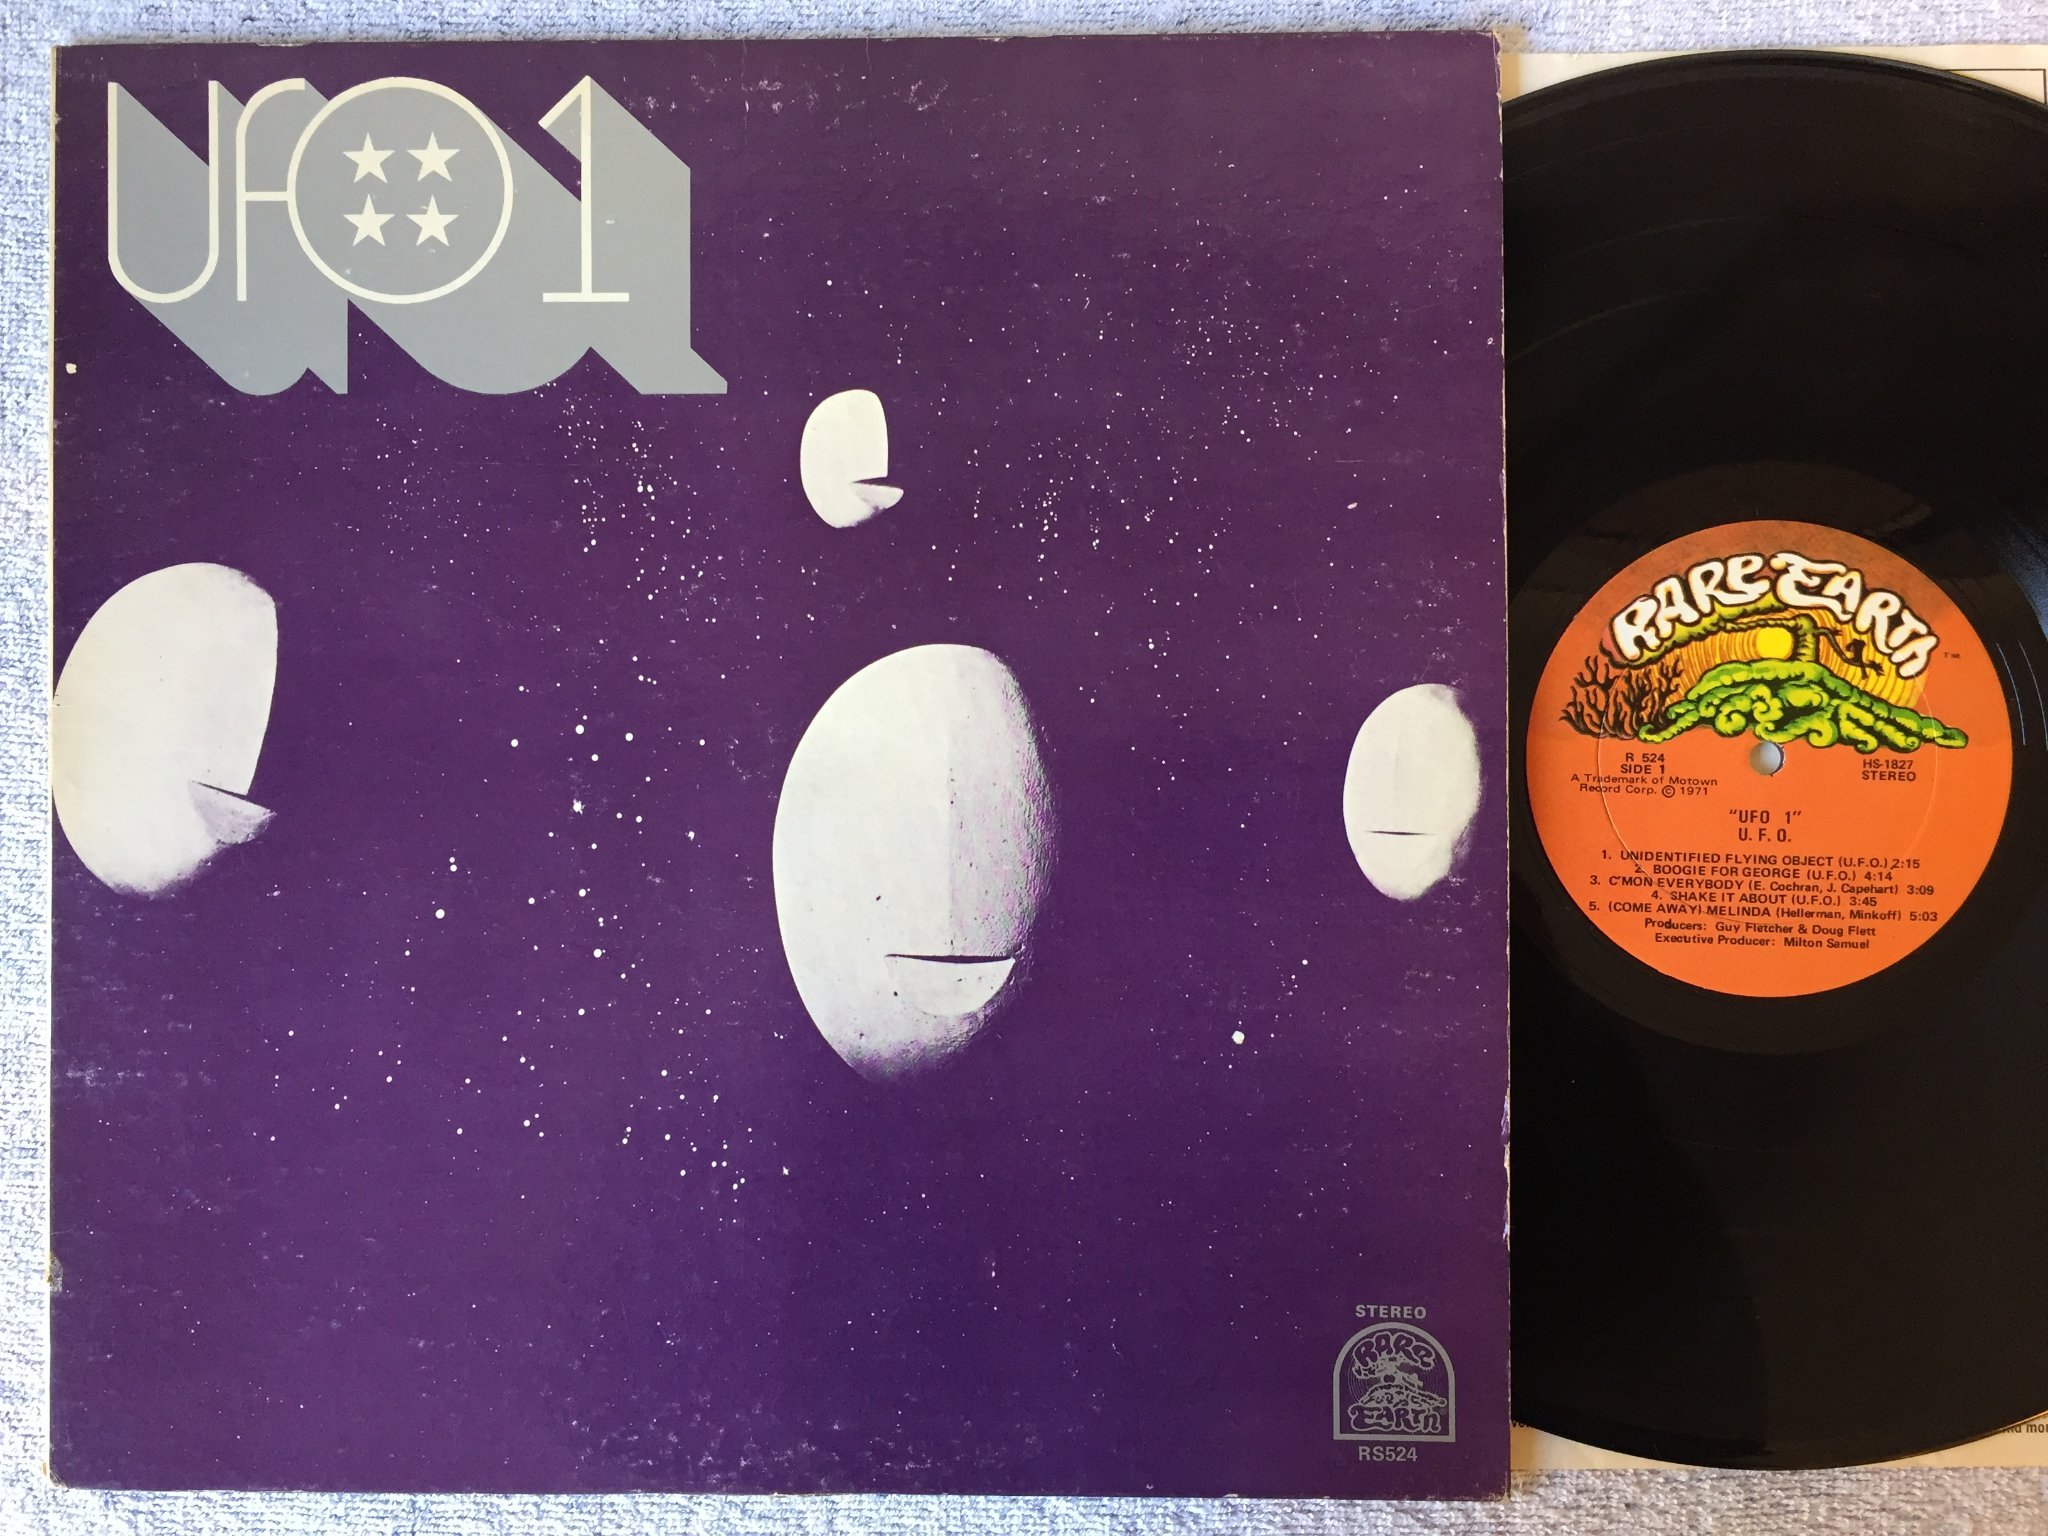 UFO 1
STEREO
RARE
EARTH
RS524
RARE EARTH
T.M.
R 524
SIDE 1
A Trademark of Motown
Record Corp. © 1971
HS-1827
STEREO
"UFO 1"
U. F. O.
1. UNIDENTIFIED FLYING OBJECT (U.F.O.) 2:15
2. BOOGIE FOR GEORGE (U.F.O.) 4:14
3. C'MON EVERYBODY (E. Cochran, J. Capehart) 3:09
4. SHAKE IT ABOUT (U.F.O.) 3:45
5. (COME AWAY) MELINDA (Hellerman, Minkoff) 5:03
Producers: Guy Fletcher & Doug Flett
Executive Producer: Milton Samuel